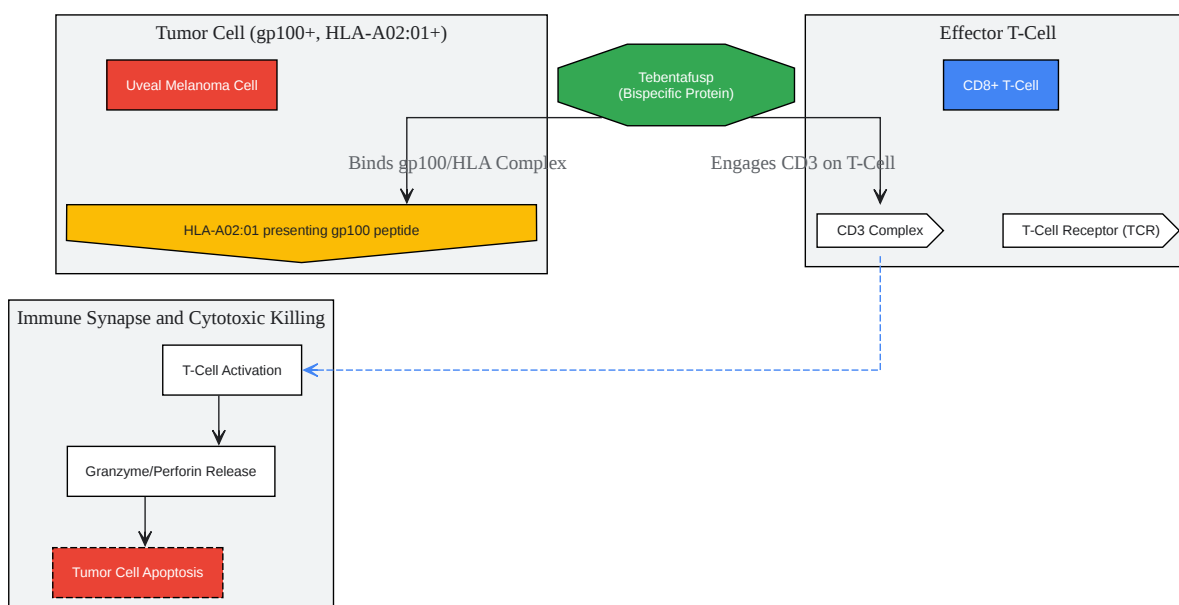 Tumor Cell (gp100+, HLA-A02:01+)
Uveal Melanoma Cell
Tebentafusp
(Bispecific Protein)
Effector T-Cell
CD8+ T-Cell
Binds gp100/HLA Complex
Engages CD3 on T-Cell
HLA-A02:01 presenting gp100 peptide
CD3 Complex
T-Cell Receptor (TCR)
Immune Synapse and Cytotoxic Killing
T-Cell Activation
Granzyme/Perforin Release
Tumor Cell Apoptosis